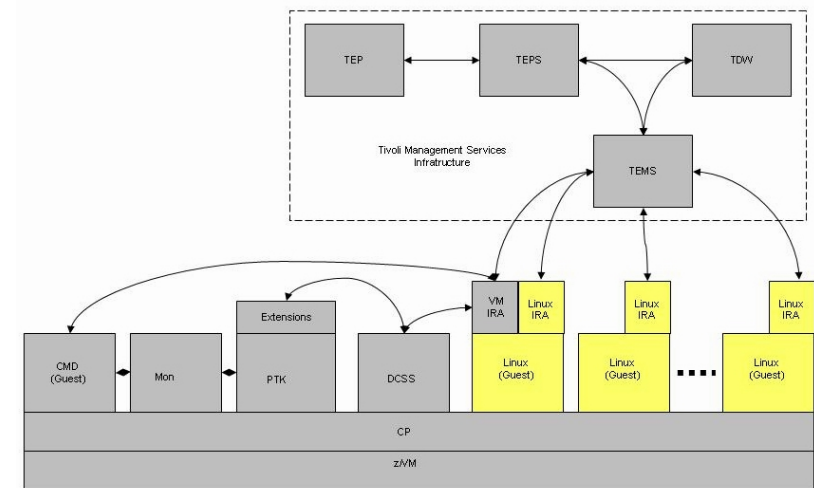 TEP
TEPS
TDW
Tivoli Management Services
Infratructure
TEMS
VM
IRA
Linux
IRA
Linux
IRA
Linux
IRA
Extensions
CMD
(Guest)
Mon
PTK
DCSS
Linux
(Guest)
Linux
(Guest)
Linux
(Guest)
CP
z/VM